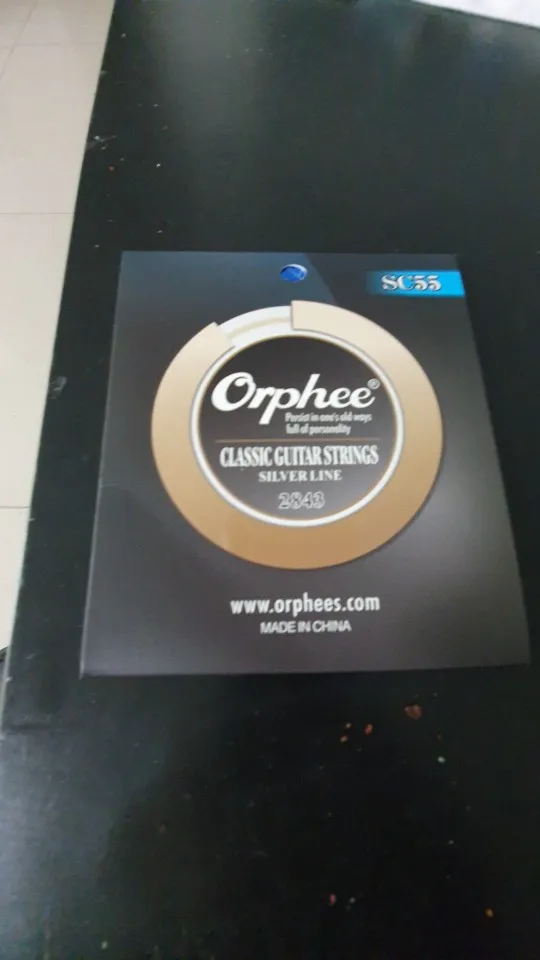 SC55
Orphee®
Persist in one's old ways
full of personality
CLASSIC GUITAR STRINGS
SILVER LINE
2843
www.orphees.com
MADE IN CHINA